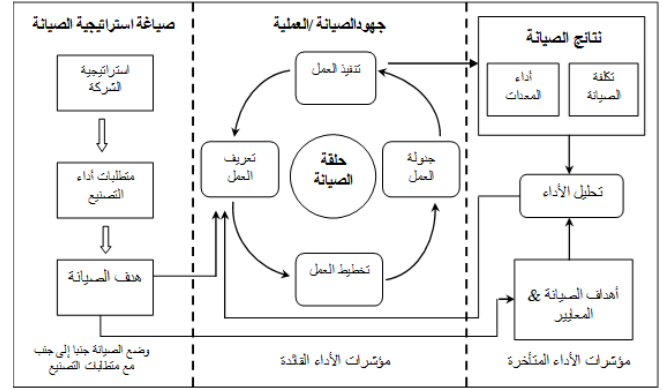 صياغة استراتيجية الصيانة
استراتيجية
الشركة
متطلبات أداء
التصنيع
هدف الصيانة
وضع الصيانة جنبا إلى جنب
مع متطلبات التصنيع
جهودالصيانة /العملية
تنفيذ العمل
تعريف
العمل
حلقة
الصيانة
جدولة
العمل
تخطيط العمل
مؤشرات الأداء القائدة
نتائج الصيانة
أداء
المعدات
تكلفة
الصيانة
تحليل الأداء
أهداف الصيانة &
المعايير
مؤشرات الأداء المتأخرة